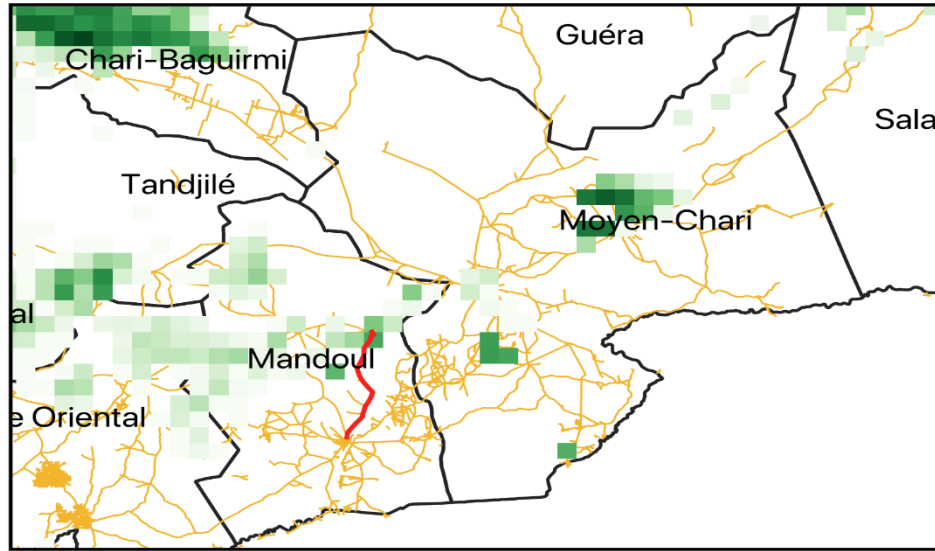 Guéra
Chari-Baguirmi
Sala
Tandjilé
Moyen-Chari
al
Mandoul
e Oriental